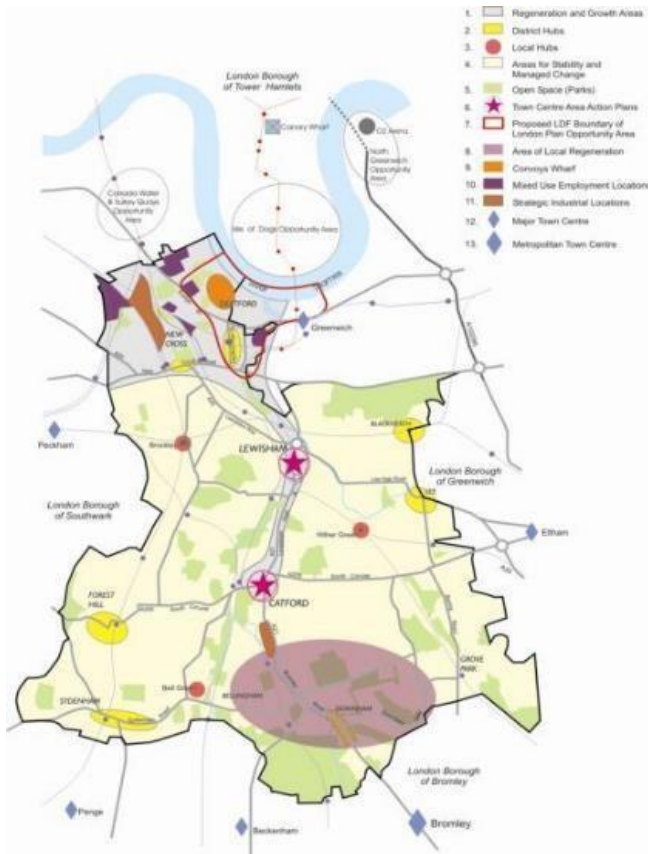 1. Regeneration and Growth Areas
2. District Hubs
3. Local Hubs
4. Areas for Stability and
Managed Change
5. Open Space (Parks)
6. Town Centre Area Action Plans
7. Proposed LDF Boundary of
London Plan Opportunity Area
8. Area of Local Regeneration
9. Convoys Wharf
10. Mixed Use Employment Locations
11. Strategic Industrial Locations
12. Major Town Centre
13. Metropolitan Town Centre
London Borough
of Tower Hamlets
Canary Wharf
O2 Arena
North
Greenwich
Opportunity
Area
Canada Water
& Surrey Quays
Opportunity
Area
Isle of Dogs Opportunity Area
DEPTFORD
Greenwich
NEW
CROSS
Peckham
Brockley
BLACKHEATH
LEWISHAM
London Borough
of Greenwich
LEE
London Borough
of Southwark
Hither Green
Eltham
FOREST
HILL
CATFORD
GROVE
PARK
Bell Green
BELLINGHAM
SYDENHAM
DOWNHAM
London Borough
of Bromley
Penge
Beckenham
Bromley